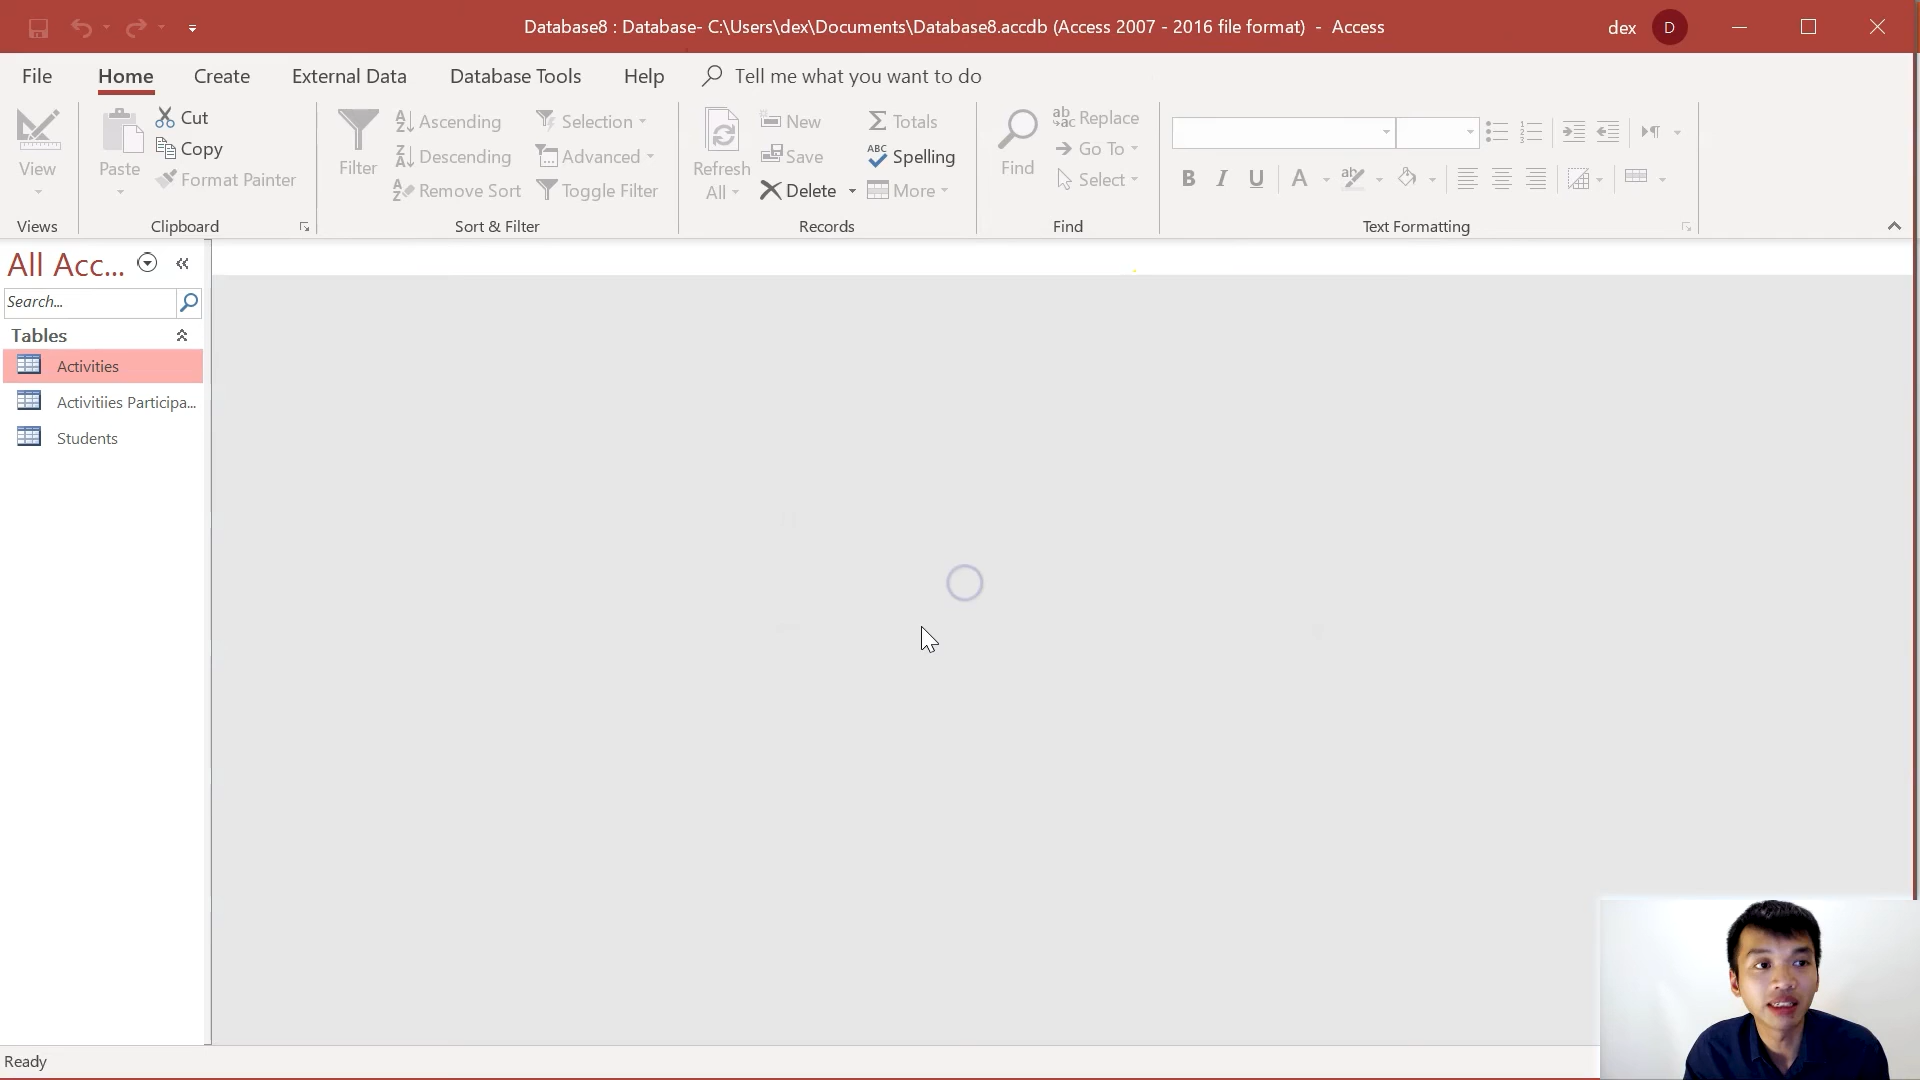 Database8 : Database- C:\Users\dex\Documents\Database8.accdb (Access 2007 - 2016 file format) - Access
dex D
File Home Create External Data Database Tools Help Tell me what you want to do
View
Views
Paste
Cut
Copy
Format Painter
Clipboard
Filter
Ascending
Descending
Remove Sort
Selection
Advanced
Toggle Filter
Sort & Filter
Refresh
All
New
Save
Delete
Totals
Spelling
More
Records
Find
Replace
Go To
Select
Find
B I U A
Text Formatting
All Acc...
Search...
Tables
Activities
Activitiies Participa...
Students
Ready